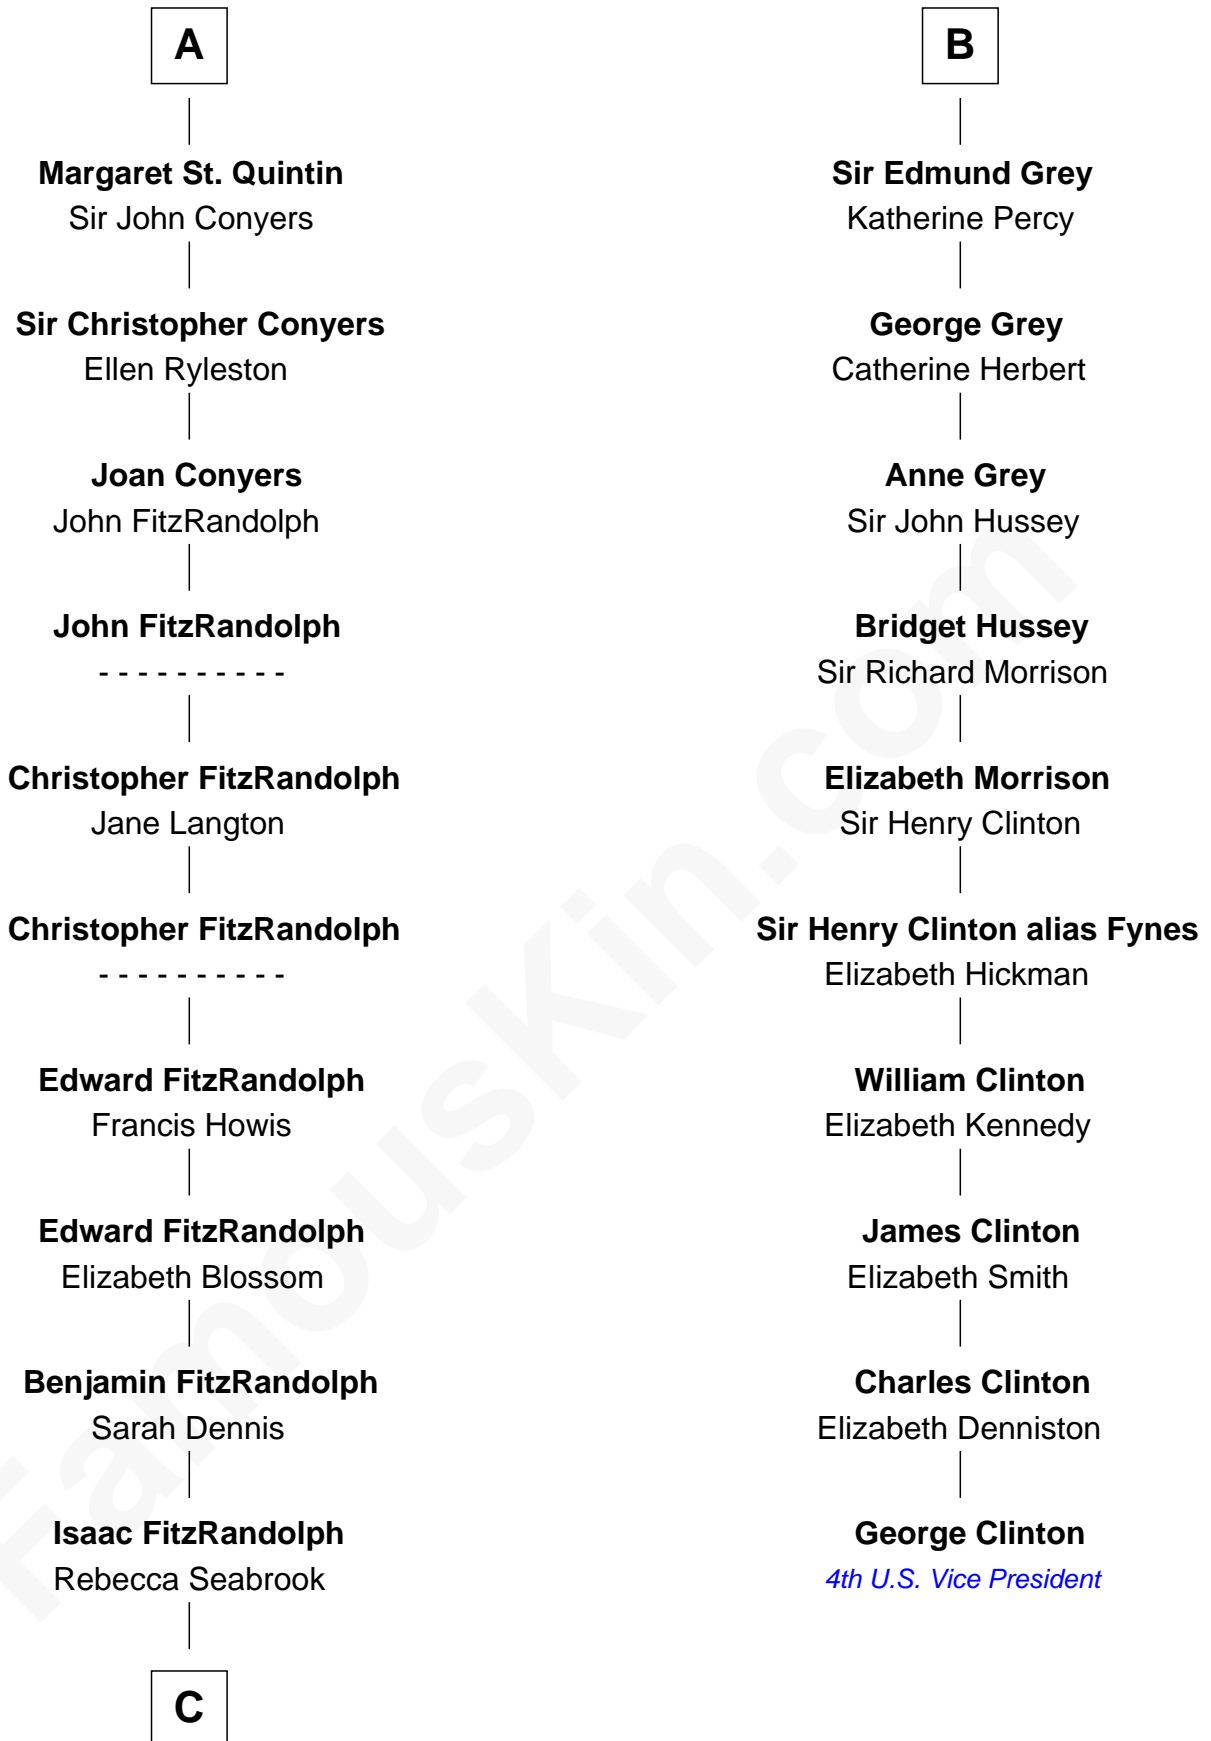 A
Margaret St. Quintin
Sir John Conyers
Sir Christopher Conyers
Ellen Ryleston
Joan Conyers
John FitzRandolph
John FitzRandolph
- - - - - - - - - -
Christopher FitzRandolph
Jane Langton
Christopher FitzRandolph
- - - - - - - - - -
Edward FitzRandolph
Francis Howis
Edward FitzRandolph
Elizabeth Blossom
Benjamin FitzRandolph
Sarah Dennis
Isaac FitzRandolph
Rebecca Seabrook
C
B
Sir Edmund Grey
Katherine Percy
George Grey
Catherine Herbert
Anne Grey
Sir John Hussey
Bridget Hussey
Sir Richard Morrison
Elizabeth Morrison
Sir Henry Clinton
Sir Henry Clinton alias Fynes
Elizabeth Hickman
William Clinton
Elizabeth Kennedy
James Clinton
Elizabeth Smith
Charles Clinton
Elizabeth Denniston
George Clinton
4th U.S. Vice President
FamousKin.com